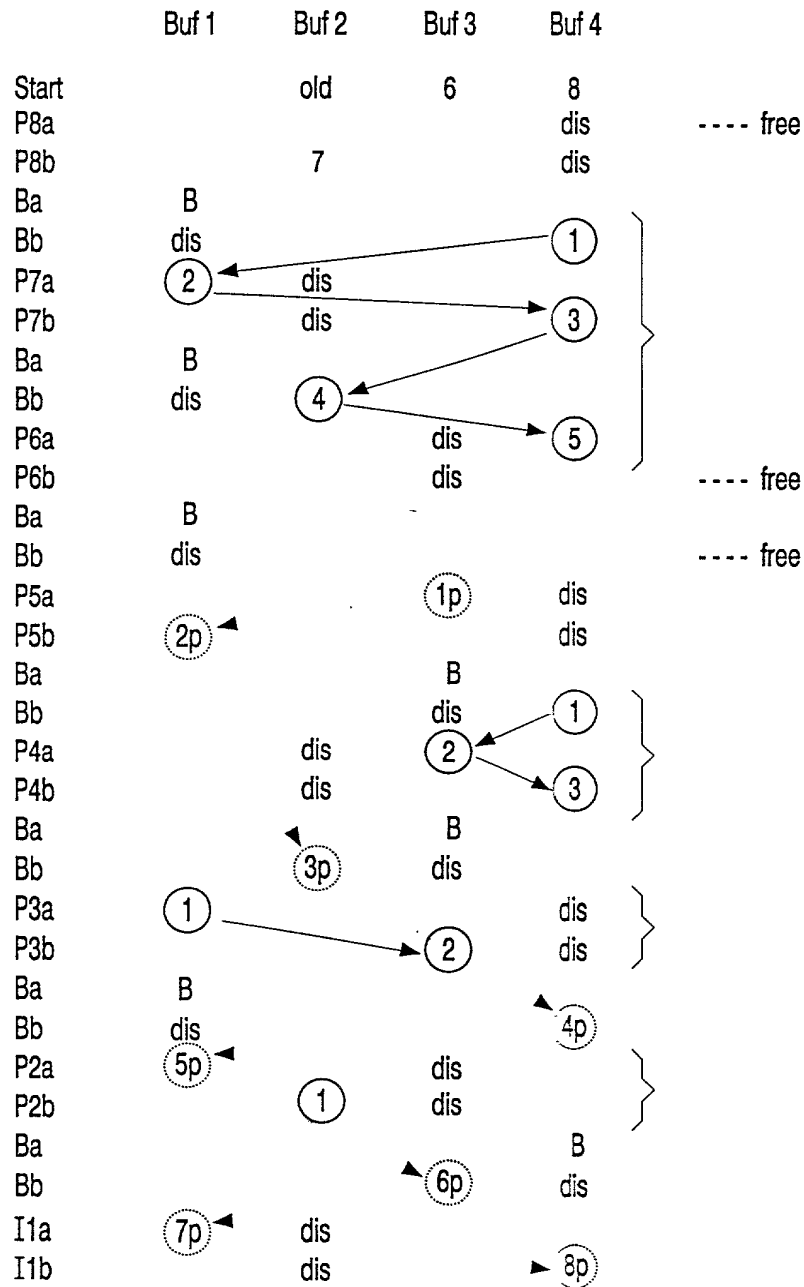 Buf 1 Buf 2 Buf 3 Buf 4
Start old 6 8
P8a dis ---- free
P8b 7 dis
Ba B
Bb dis 1
P7a 2 dis
P7b dis 3
Ba B
Bb dis 4
P6a dis 5
P6b dis ---- free
Ba B
Bb dis ---- free
P5a 1p dis
P5b 2p dis
Ba B
Bb dis 1
P4a dis 2
P4b dis 3
Ba B
Bb 3p dis
P3a 1 dis
P3b 2 dis
Ba B
Bb dis 4p
P2a 5p dis
P2b 1 dis
Ba B
Bb 6p dis
I1a 7p dis
I1b dis 8p